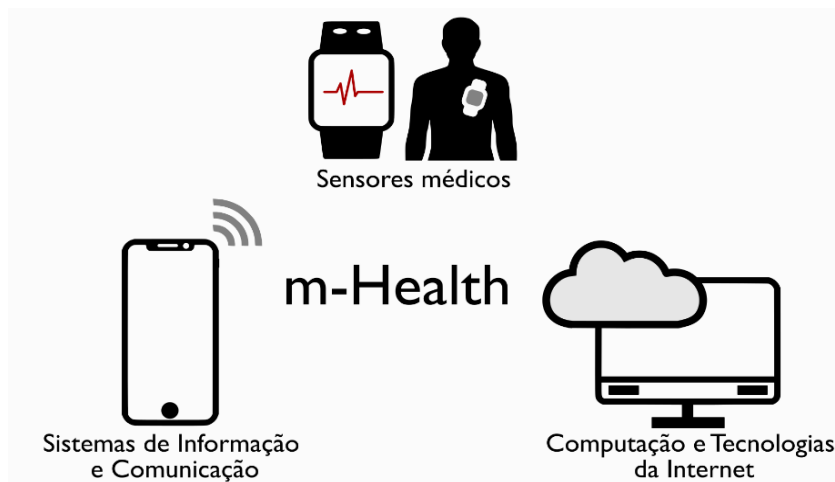 Sensores médicos
m-Health
Sistemas de Informação
e Comunicação
Computação e Tecnologias
da Internet